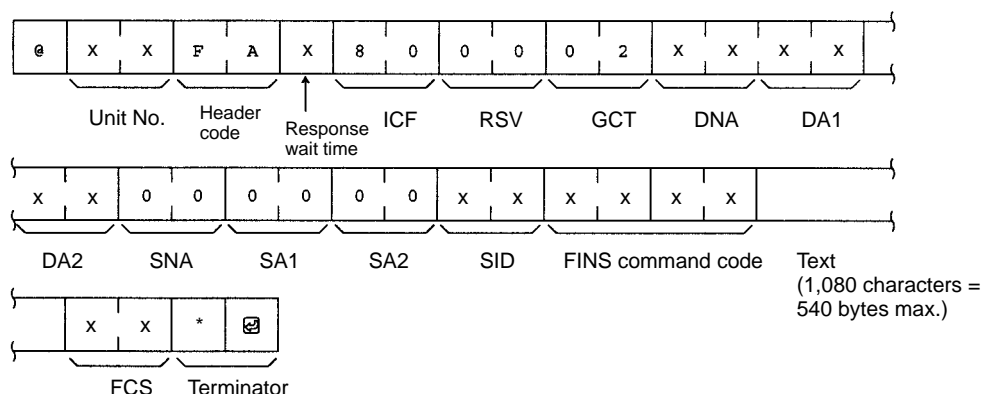 @ x x F A x 8 0 0 0 0 2 x x x x
Unit No. Header code Response wait time ICF RSV GCT DNA DA1
x x 0 0 0 0 0 0 x x x x x x
DA2 SNA SA1 SA2 SID FINS command code Text
(1,080 characters =
540 bytes max.)
x x * ↵
FCS Terminator